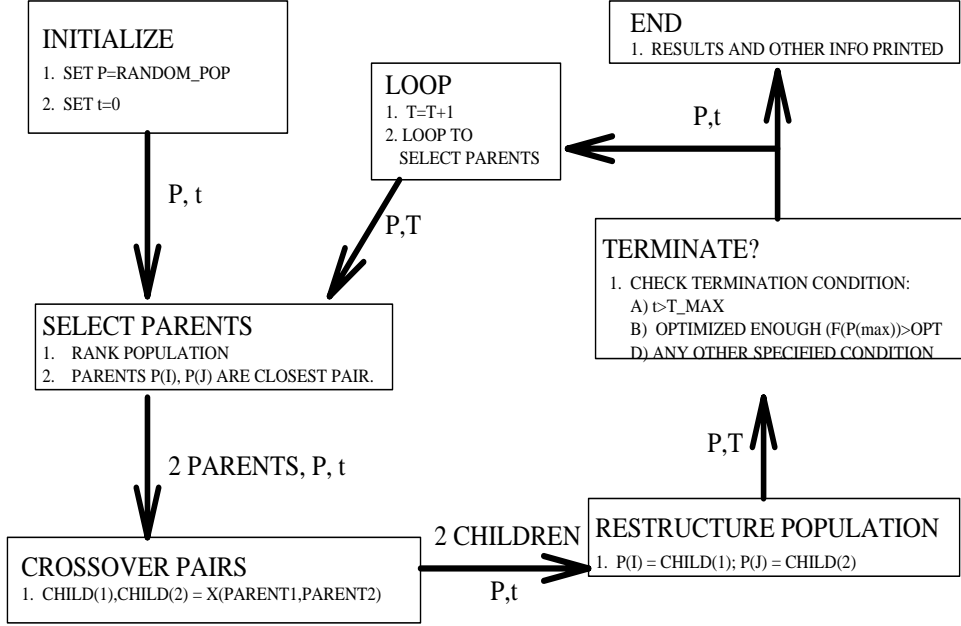 INITIALIZE
1. SET P=RANDOM_POP
2. SET t=0
P, t
SELECT PARENTS
1. RANK POPULATION
2. PARENTS P(I), P(J) ARE CLOSEST PAIR.
2 PARENTS, P, t
CROSSOVER PAIRS
1. CHILD(1),CHILD(2) = X(PARENT1,PARENT2)
2 CHILDREN
P,t
RESTRUCTURE POPULATION
1. P(I) = CHILD(1); P(J) = CHILD(2)
P,T
TERMINATE?
1. CHECK TERMINATION CONDITION:
A) t>T_MAX
B) OPTIMIZED ENOUGH (F(P(max))>OPT
D) ANY OTHER SPECIFIED CONDITION
P,t
LOOP
1. T=T+1
2. LOOP TO
SELECT PARENTS
P,T
END
1. RESULTS AND OTHER INFO PRINTED